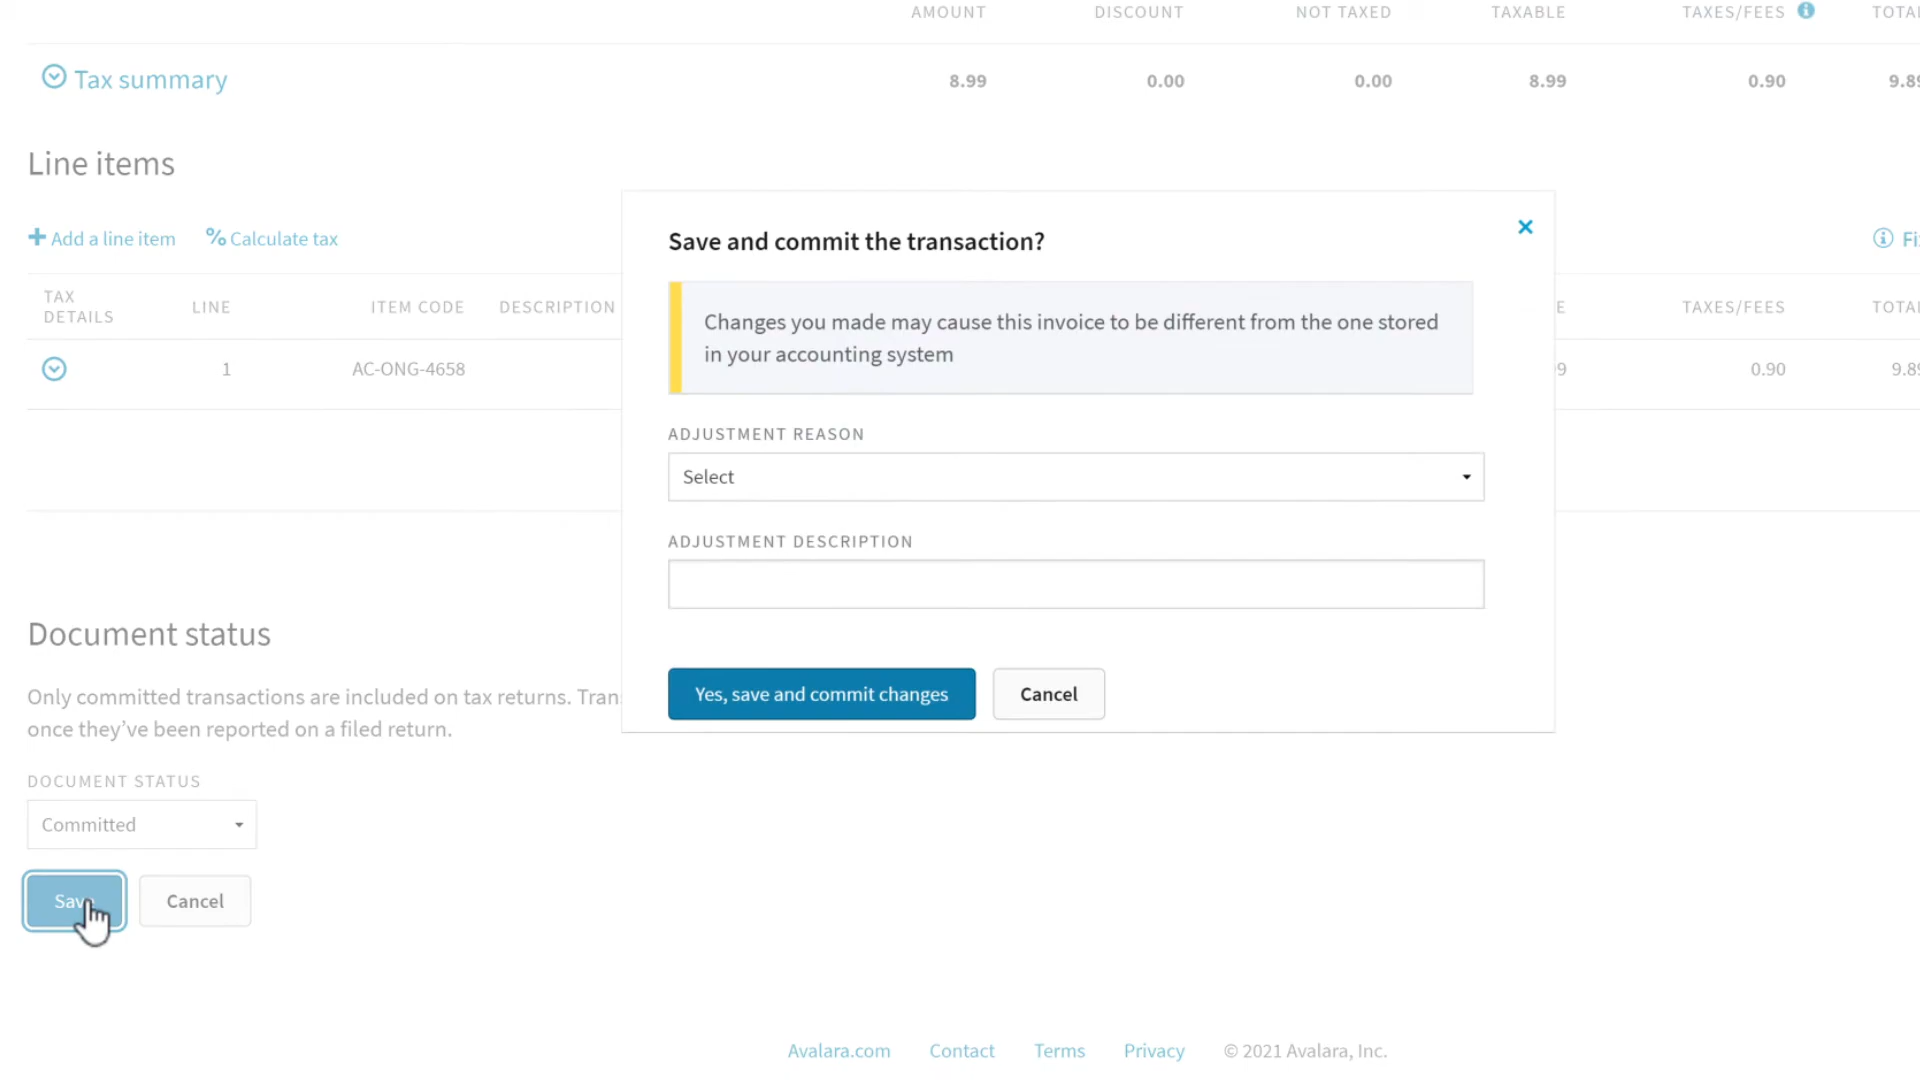 AMOUNT DISCOUNT NOT TAXED TAXABLE TAXES/FEES
Tax summary 8.99 0.00 0.00 8.99 0.90
Line items
Add a line item % Calculate tax
TAX DETAILS LINE ITEM CODE DESCRIPTION TAXES/FEES
1 AC-ONG-4658 0.90
Save and commit the transaction?
Changes you made may cause this invoice to be different from the one stored
in your accounting system
ADJUSTMENT REASON
Select
ADJUSTMENT DESCRIPTION
Yes, save and commit changes Cancel
Document status
Only committed transactions are included on tax returns.
once they've been reported on a filed return.
DOCUMENT STATUS
Committed
Cancel
Avalara.com Contact Terms Privacy © 2021 Avalara, Inc.